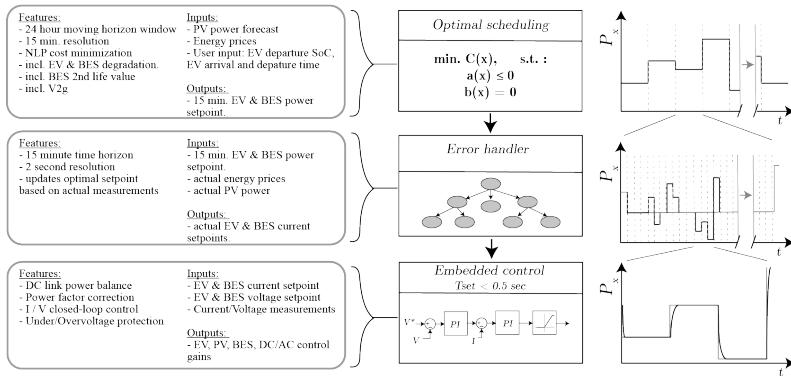 Features:
- 24 hour moving horizon window
- 15 min. resolution
- NLP cost minimization
- incl. EV & BES degradation.
- incl. BES 2nd life value
- incl. V2g
Inputs:
- PV power forecast
- Energy prices
- User input: EV departure SoC,
EV arrival and depature time
Outputs:
- 15 min. EV & BES power
setpoint.
Optimal scheduling
min. C(x), s.t. :
a(x) ≤ 0
b(x) = 0
P_x
t
Features:
- 15 minute time horizon
- 2 second resolution
- updates optimal setpoint
based on actual measurements
Inputs:
- 15 min. EV & BES power
setpoint.
- actual energy prices
- actual PV power
Outputs:
- actual EV & BES current
setpoints.
Error handler
P_x
t
Features:
- DC link power balance
- Power factor correction
- I / V closed-loop control
- Under/Overvoltage protection
Inputs:
- EV & BES current setpoint
- EV & BES voltage setpoint
- Current/Voltage measurements
Outputs:
- EV, PV, BES, DC/AC control
gains
Embedded control
Tset < 0.5 sec
V* + - PI + - PI
V I
P_x
t